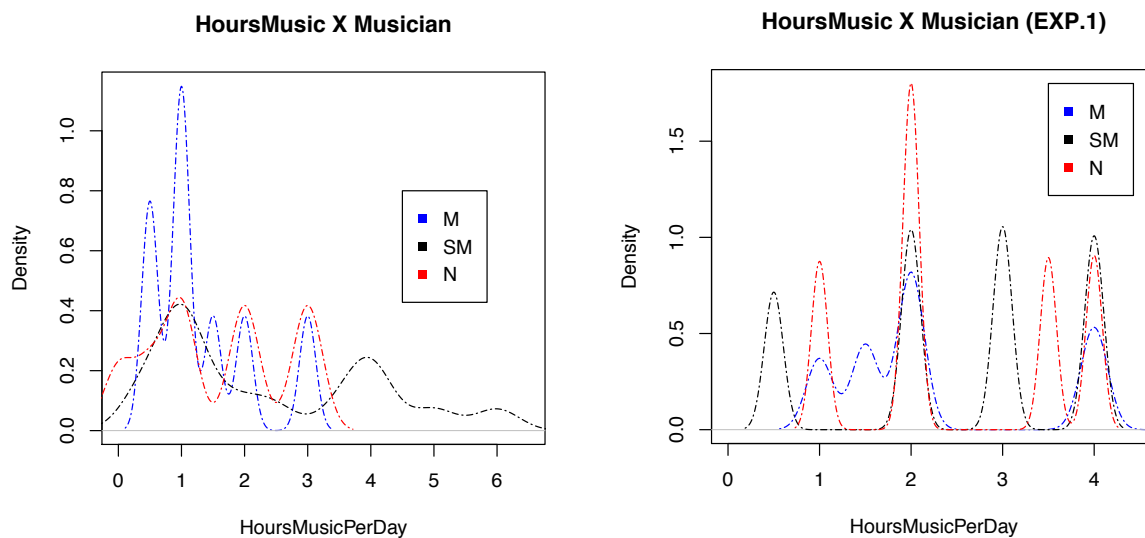 HoursMusic X Musician
Density
0.0
0.2
0.4
0.6
0.8
1.0
M
SM
N
0 1 2 3 4 5 6
HoursMusicPerDay
HoursMusic X Musician (EXP.1)
Density
0.0
0.5
1.0
1.5
M
SM
N
0 1 2 3 4
HoursMusicPerDay